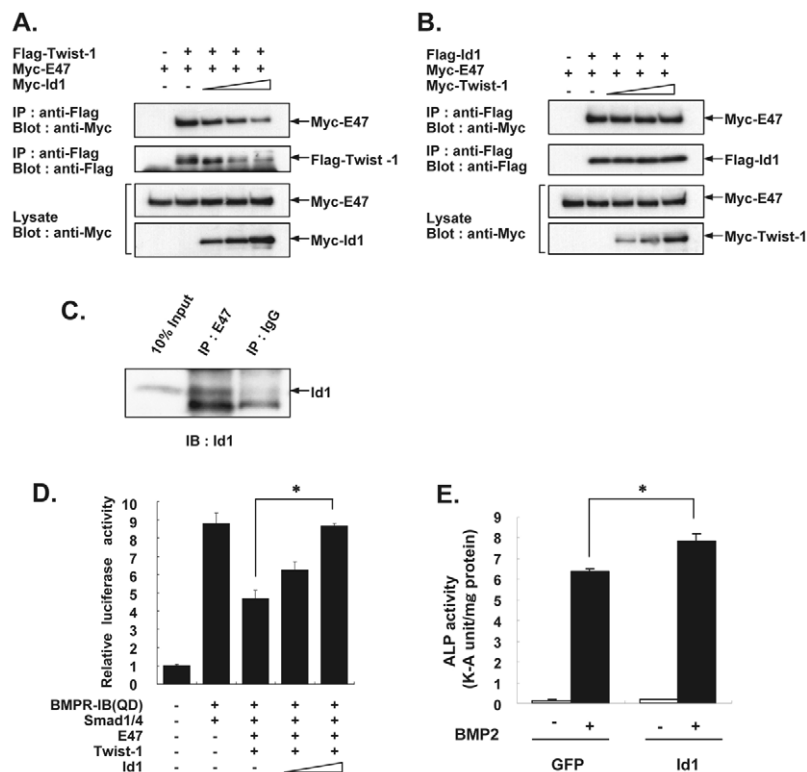 A.
Flag-Twist-1 - + + + +
Myc-E47 + + + + +
Myc-Id1 - -
IP : anti-Flag
Blot : anti-Myc
Myc-E47
IP : anti-Flag
Blot : anti-Flag
Flag-Twist -1
Myc-E47
Lysate
Blot : anti-Myc
Myc-Id1
B.
Flag-Id1 - + + + +
Myc-E47 + + + + +
Myc-Twist-1 - -
IP : anti-Flag
Blot : anti-Myc
Myc-E47
IP : anti-Flag
Blot : anti-Flag
Flag-Id1
Myc-E47
Lysate
Blot : anti-Myc
Myc-Twist-1
C.
10% Input
IP : E47
IP : IgG
Id1
IB : Id1
D.
Relative luciferase activity
10
9
8
7
6
5
4
3
2
1
0
*
BMPR-IB(QD) - + + + +
Smad1/4 - + + + +
E47 - - + + +
Twist-1 - - + + +
Id1 - - -
E.
ALP activity
(K-A unit/mg protein)
9
8
7
6
5
4
3
2
1
0
*
BMP2 - + - +
GFP Id1